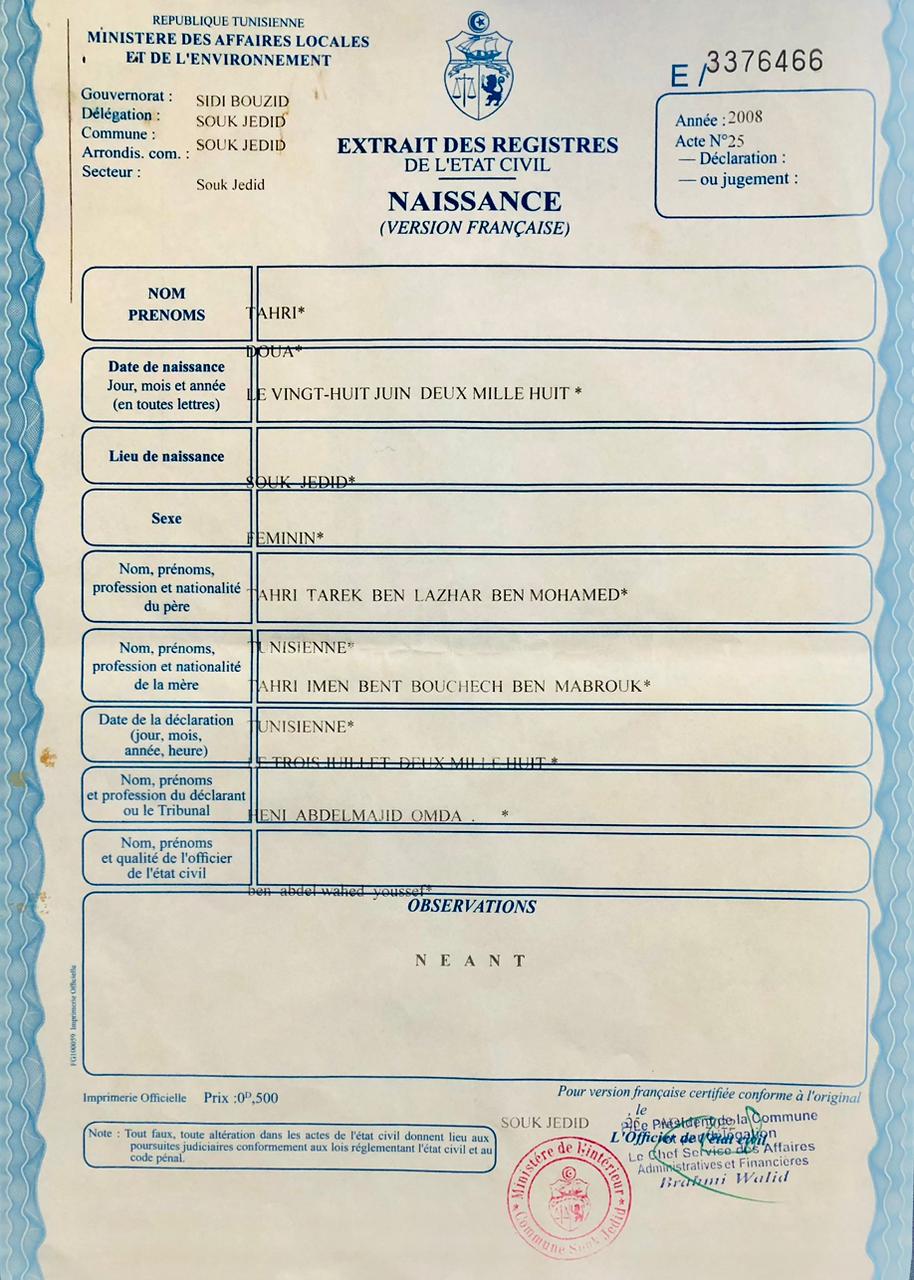 REPUBLIQUE TUNISIENNE
MINISTERE DES AFFAIRES LOCALES
ET DE L'ENVIRONNEMENT
Gouvernorat : SIDI BOUZID
Délégation : SOUK JEDID
Commune : SOUK JEDID
Arrondis. com. :
Secteur : Souk Jedid
EXTRAIT DES REGISTRES
DE L'ETAT CIVIL
NAISSANCE
(VERSION FRANÇAISE)
E / 3376466
Année : 2008
Acte N° 25
— Déclaration :
— ou jugement :
NOM
PRENOMS
TAHRI*
DOUA*
Date de naissance
Jour, mois et année
(en toutes lettres)
LE VINGT-HUIT JUIN DEUX MILLE HUIT *
Lieu de naissance
SOUK JEDID*
Sexe
FEMININ*
Nom, prénoms,
profession et nationalité
du père
TAHRI TAREK BEN LAZHAR BEN MOHAMED*
TUNISIENNE*
Nom, prénoms,
profession et nationalité
de la mère
TAHRI IMEN BENT BOUCHECH BEN MABROUK*
TUNISIENNE*
Date de la déclaration
(jour, mois,
année, heure)
LE TROIS JUILLET DEUX MILLE HUIT *
Nom, prénoms
et profession du déclarant
ou le Tribunal
HENI ABDELMAJID OMDA . *
Nom, prénoms
et qualité de l'officier
de l'état civil
ben abdel wahed youssef*
OBSERVATIONS
N E A N T
FG100059 Imprimerie Officielle
Imprimerie Officielle Prix :0ᴰ,500
Note : Tout faux, toute altération dans les actes de l'état civil donnent lieu aux
poursuites judiciaires conformement aux lois réglementant l'état civil et au
code pénal.
Pour version française certifiée conforme à l'original
SOUK JEDID , le
P/Le Président de la Commune
L'Officier de l'état civil
Le Chef Service des Affaires
Administratives et Financières
Brahmi Walid
* Ministère de l'intérieur *
Commune Souk Jedid